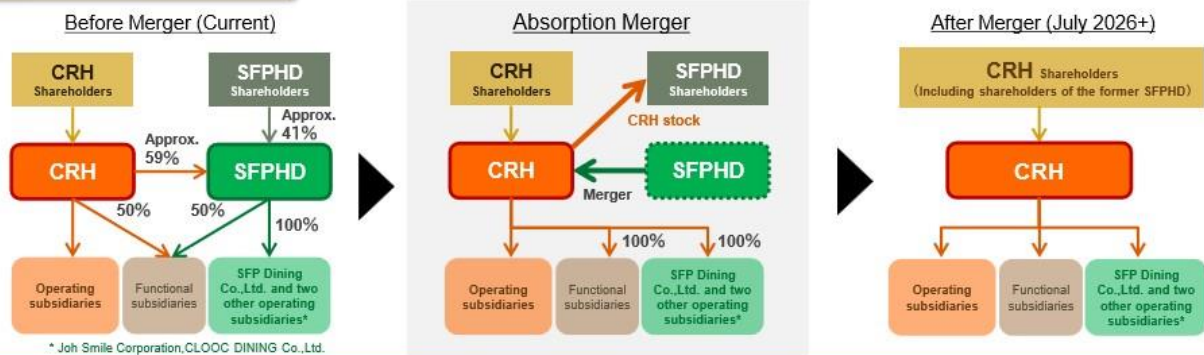 Before Merger (Current)
CRH
Shareholders
SFPHD
Shareholders
Approx.
59%
Approx.
41%
CRH
SFPHD
50%
50%
100%
Operating
subsidiaries
Functional
subsidiaries
SFP Dining
Co.,Ltd. and two
other operating
subsidiaries*
* Joh Smile Corporation,CLOOC DINING Co.,Ltd.
Absorption Merger
CRH
Shareholders
SFPHD
Shareholders
CRH stock
CRH
SFPHD
Merger
100%
100%
Operating
subsidiaries
Functional
subsidiaries
SFP Dining
Co.,Ltd. and two
other operating
subsidiaries*
After Merger (July 2026+)
CRH Shareholders
(Including shareholders of the former SFPHD)
CRH
Operating
subsidiaries
Functional
subsidiaries
SFP Dining
Co.,Ltd. and two
other operating
subsidiaries*